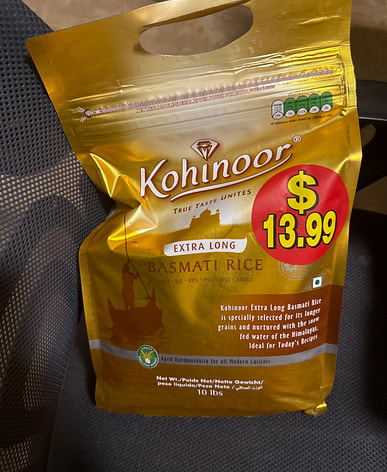 Kohinoor®
TRUE TASTE UNITES
$
13.99
EXTRA LONG
BASMATI RICE
Kohinoor Extra Long Basmati Rice
is specially selected for its longer
grains and nurtured with the snow
fed water of the Himalayas.
Ideal for Today's Recipes
Aged Harmoniously for all Modern Cuisines
Net Wt./Poids Net/Netto Gewicht/
peso líquido/Peso Neto / الوزن الصافي
10 lbs